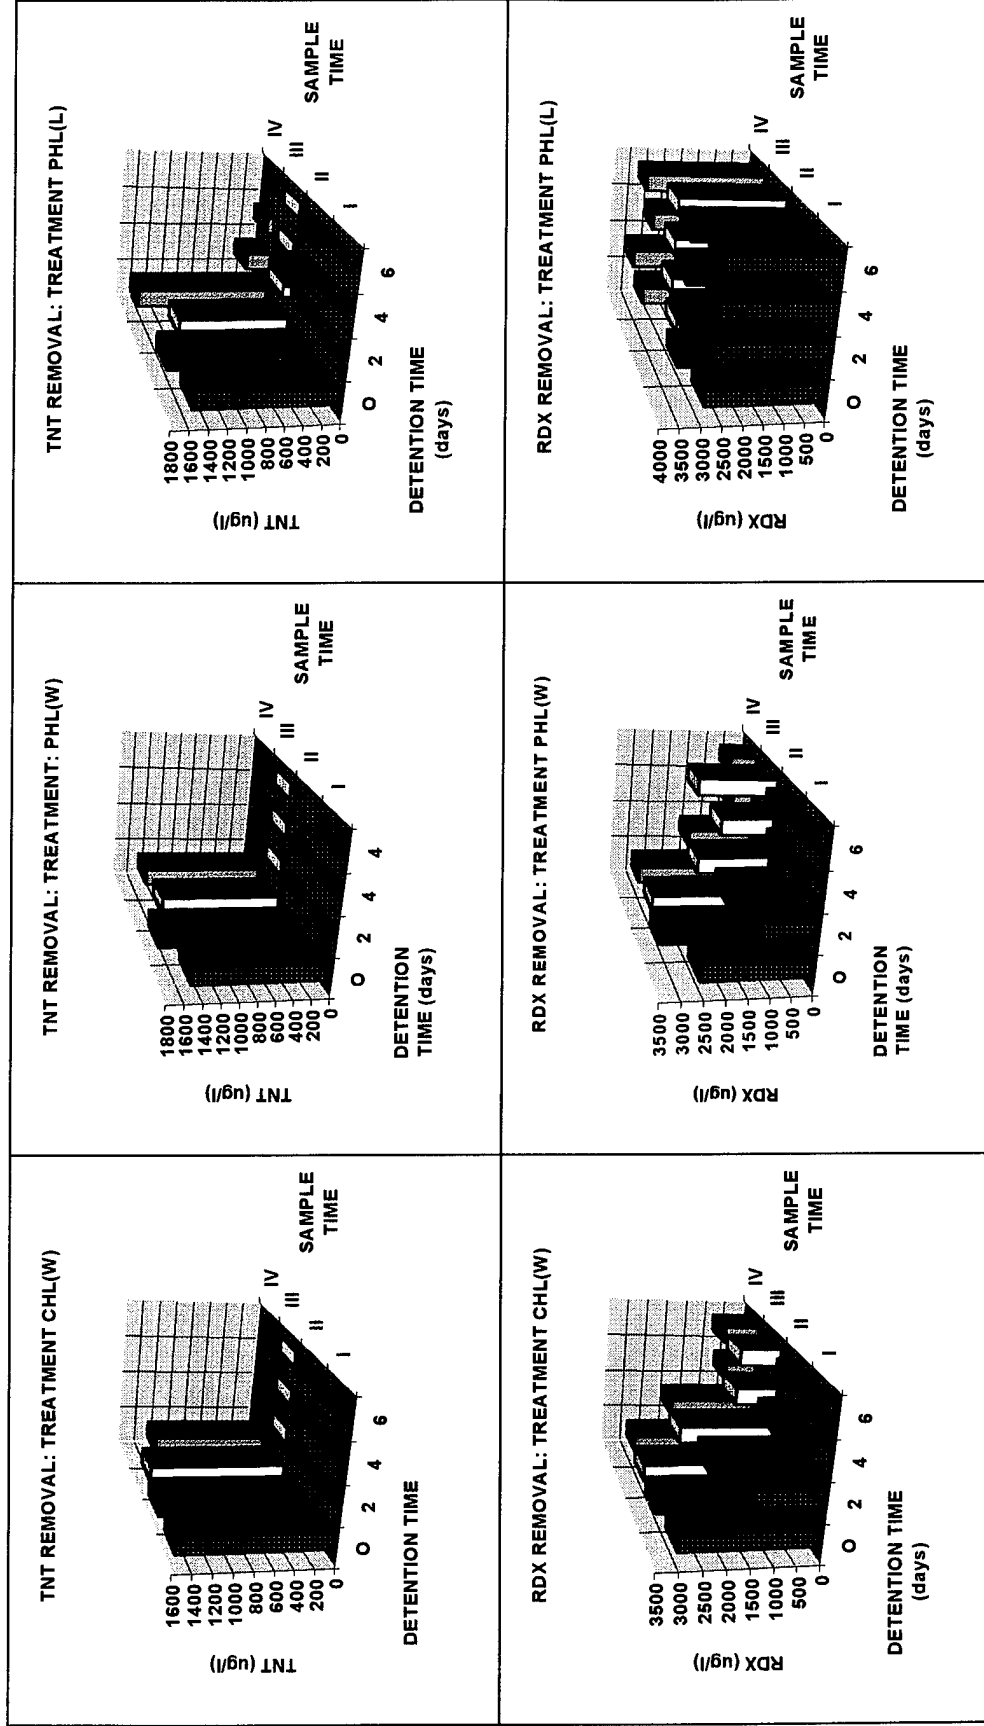 TNT REMOVAL: TREATMENT CHL(W)
TNT (ug/l)
1600
1400
1200
1000
800
600
400
200
0
O
2
4
6
DETENTION TIME
I
II
III
IV
SAMPLE
TIME
TNT REMOVAL: TREATMENT: PHL(W)
TNT (ug/l)
1800
1600
1400
1200
1000
800
600
400
200
0
O
2
4
4
DETENTION
TIME (days)
I
II
III
IV
SAMPLE
TIME
TNT REMOVAL: TREATMENT PHL(L)
TNT (ug/l)
1800
1600
1400
1200
1000
800
600
400
200
0
O
2
4
6
DETENTION TIME
(days)
I
II
III
IV
SAMPLE
TIME
RDX REMOVAL: TREATMENT CHL(W)
RDX (ug/l)
3500
3000
2500
2000
1500
1000
500
0
O
2
4
6
DETENTION TIME
(days)
I
II
III
IV
SAMPLE
TIME
RDX REMOVAL: TREATMENT PHL(W)
RDX (ug/l)
3500
3000
2500
2000
1500
1000
500
0
O
2
4
6
DETENTION
TIME (days)
I
II
III
IV
SAMPLE
TIME
RDX REMOVAL: TREATMENT PHL(L)
RDX (ug/l)
4000
3500
3000
2500
2000
1500
1000
500
0
O
2
4
6
DETENTION TIME
(days)
I
II
III
IV
SAMPLE
TIME